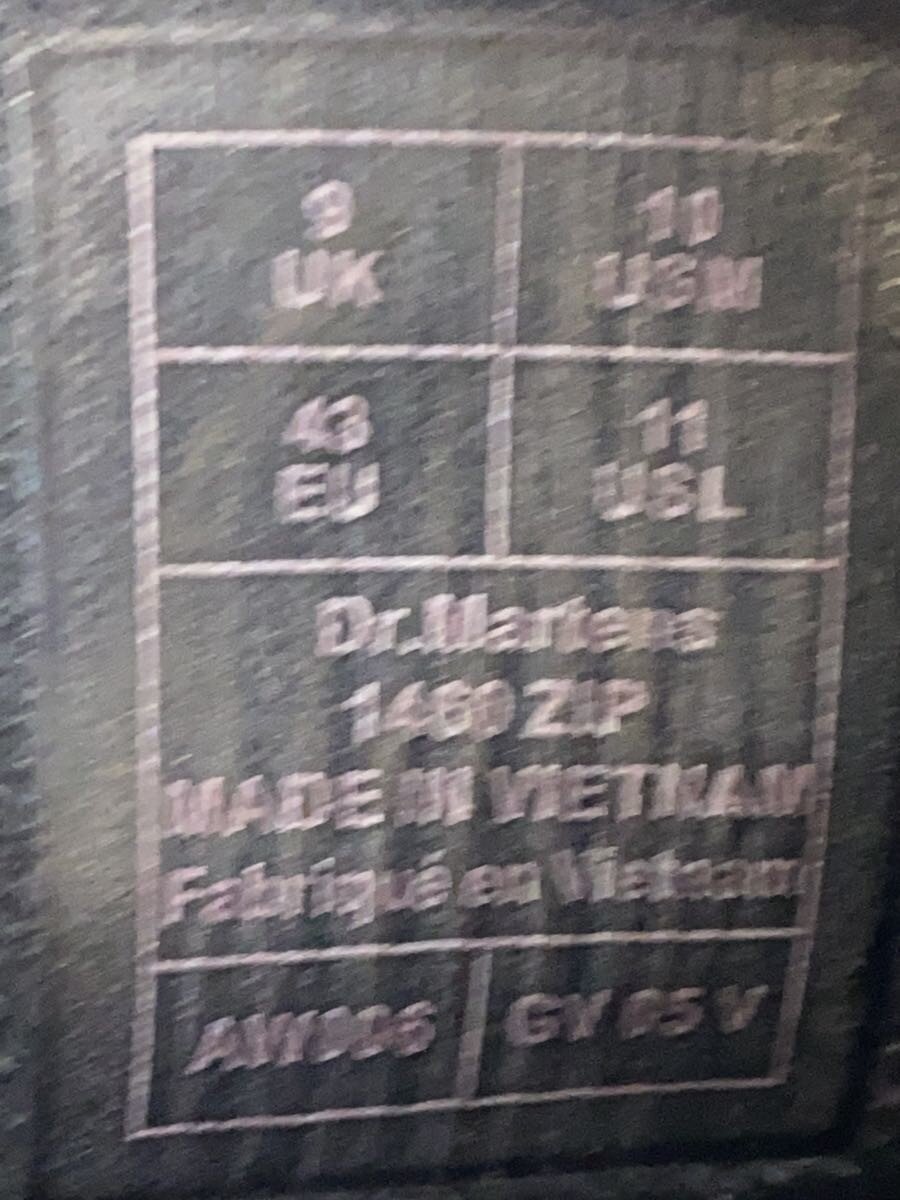 9
UK
10
USM
43
EU
11
USL
Dr.Martens
1460 ZIP
MADE IN VIETNAM
Fabriqué en Vietnam
AW006
GY 05 V